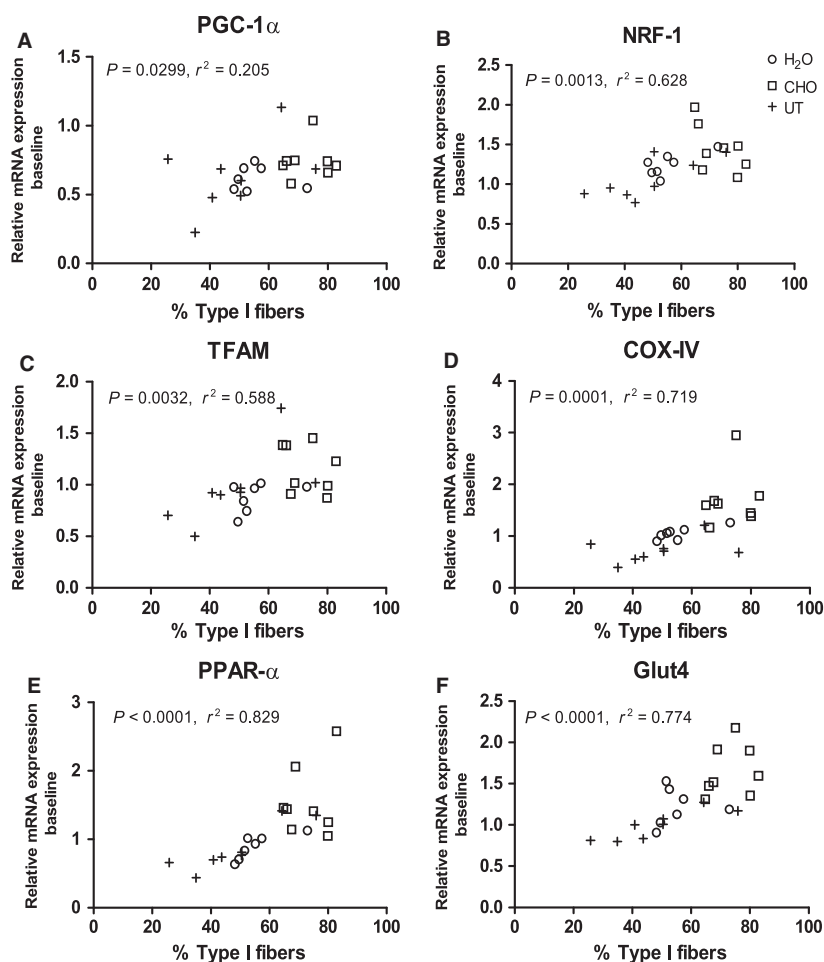 A
PGC-1α
P = 0.0299, r² = 0.205
Relative mRNA expression
baseline
1.5
1.0
0.5
0.0
0 20 40 60 80 100
% Type I fibers
B
NRF-1
H₂O
CHO
UT
P = 0.0013, r² = 0.628
Relative mRNA expression
baseline
2.5
2.0
1.5
1.0
0.5
0.0
0 20 40 60 80 100
% Type I fibers
C
TFAM
P = 0.0032, r² = 0.588
Relative mRNA expression
baseline
2.0
1.5
1.0
0.5
0.0
0 20 40 60 80 100
% Type I fibers
D
COX-IV
P = 0.0001, r² = 0.719
Relative mRNA expression
baseline
4
3
2
1
0
0 20 40 60 80 100
% Type I fibers
E
PPAR-α
P < 0.0001, r² = 0.829
Relative mRNA expression
baseline
3
2
1
0
0 20 40 60 80 100
% Type I fibers
F
Glut4
P < 0.0001, r² = 0.774
Relative mRNA expression
baseline
2.5
2.0
1.5
1.0
0.5
0.0
0 20 40 60 80 100
% Type I fibers